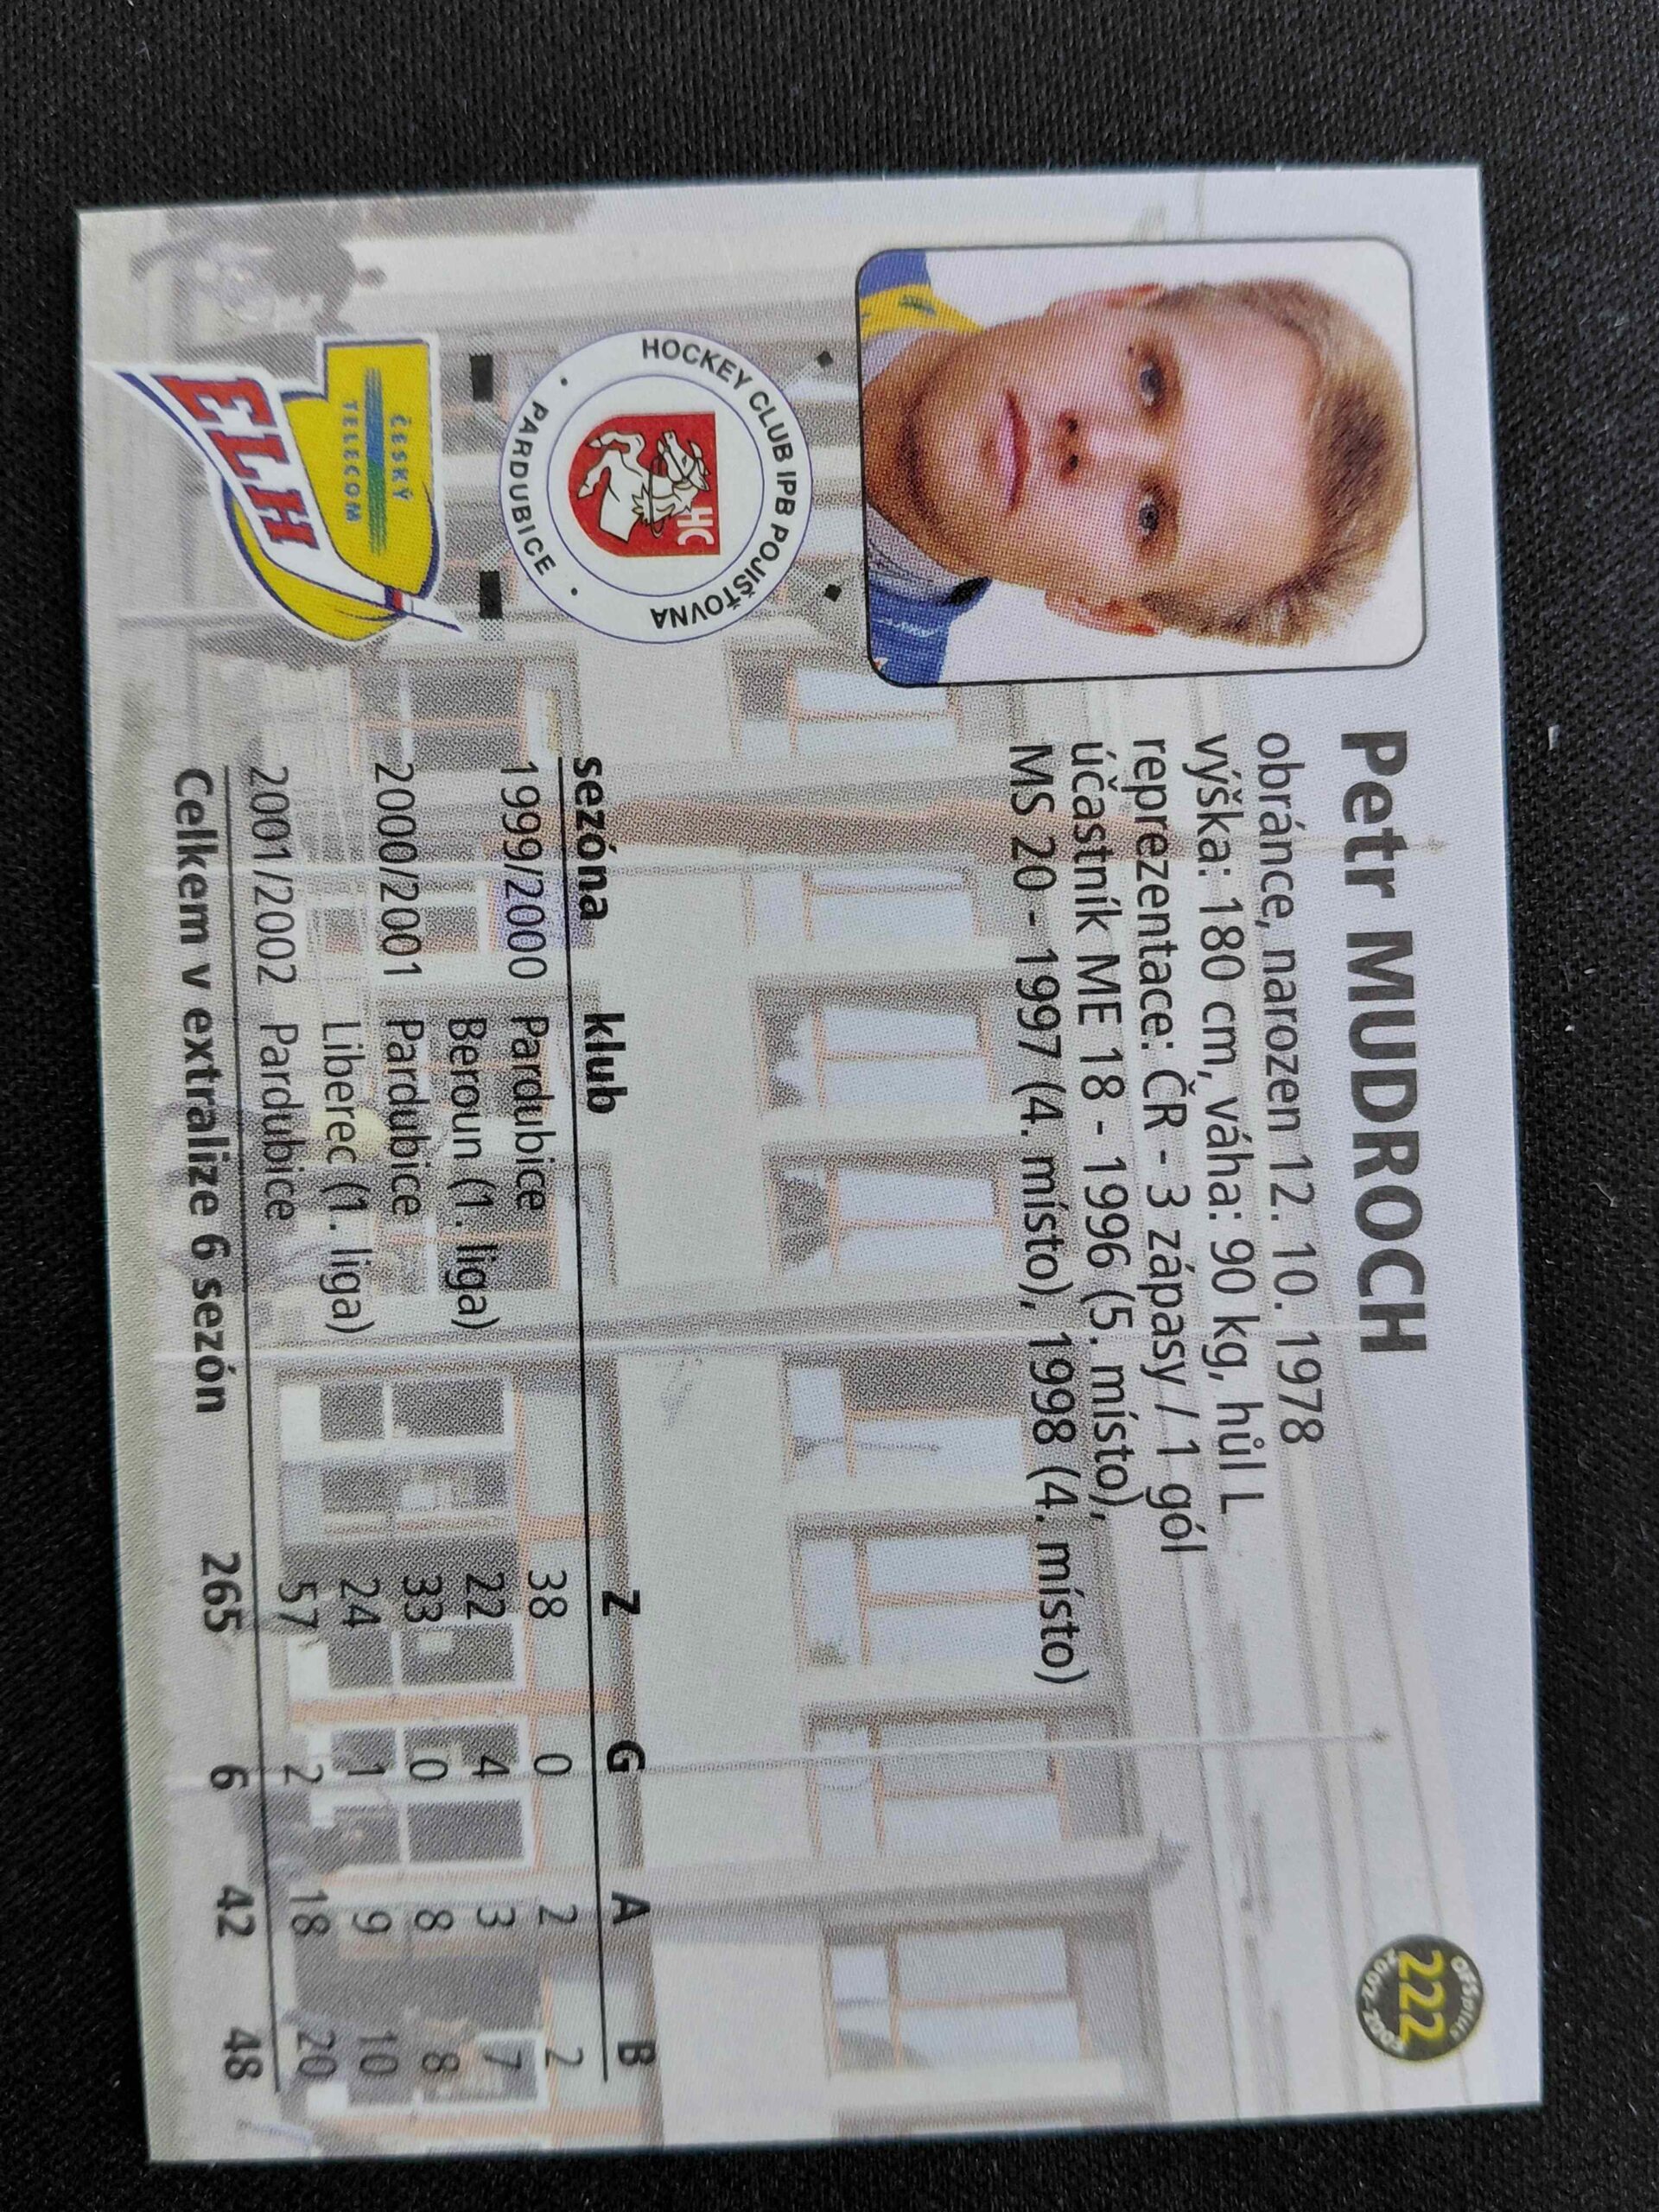 Petr MUDROCH
OFSplus
222
2002-2003
obránce, narozen 12. 10. 1978
výška: 180 cm, váha: 90 kg, hůl L
reprezentace: ČR - 3 zápasy / 1 gól
účastník ME 18 - 1996 (5. místo),
MS 20 - 1997 (4. místo), 1998 (4. místo)
HOCKEY CLUB IPB POJIŠŤOVNA
HC
• PARDUBICE •
ČESKÝ
TELECOM
ELH
sezóna klub Z G A B
1999/2000 Pardubice 38 0 2 2
Beroun (1. liga) 22 4 3 7
2000/2001 Pardubice 33 0 8 8
Liberec (1. liga) 24 1 9 10
2001/2002 Pardubice 57 2 18 20
Celkem v extralize 6 sezón 265 6 42 48